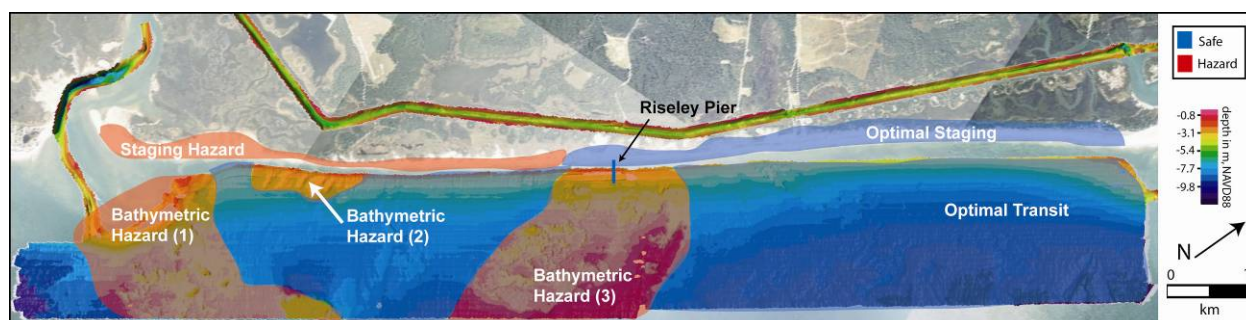 Safe
Hazard
Riseley Pier
Staging Hazard
Optimal Staging
Bathymetric
Hazard (1)
Bathymetric
Hazard (2)
Bathymetric
Hazard (3)
Optimal Transit
-0.8
-3.1
-5.4
-7.7
-9.8
depth in m, NAVD88
N
0 1
km